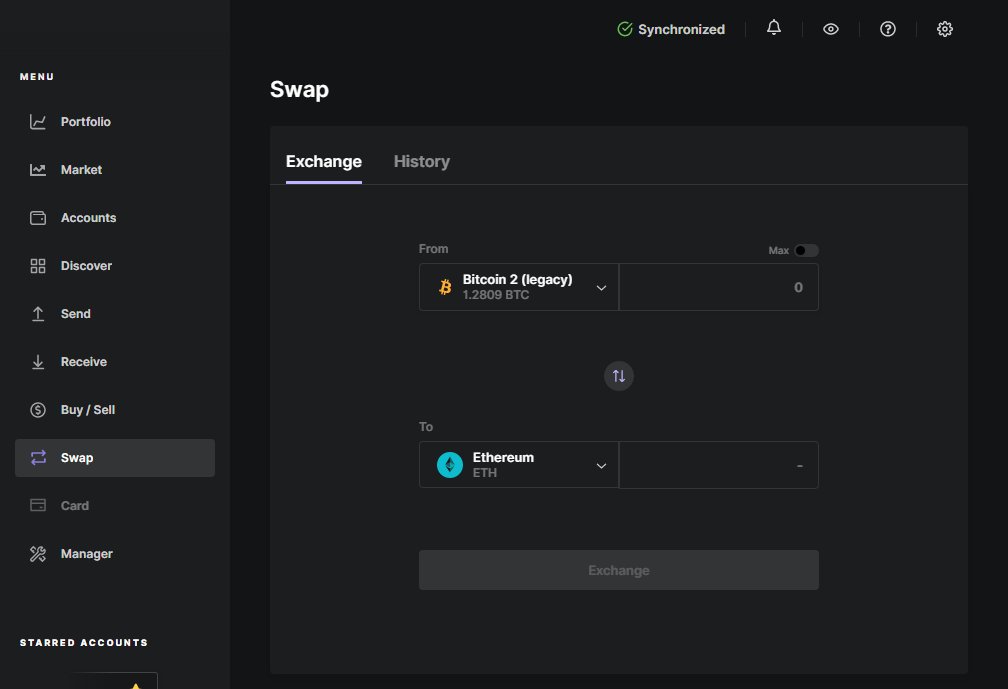 Synchronized
MENU
Portfolio
Market
Accounts
Discover
Send
Receive
Buy / Sell
Swap
Card
Manager
STARRED ACCOUNTS
Swap
Exchange
History
From
Max
Bitcoin 2 (legacy)
1.2809 BTC
0
To
Ethereum
ETH
-
Exchange